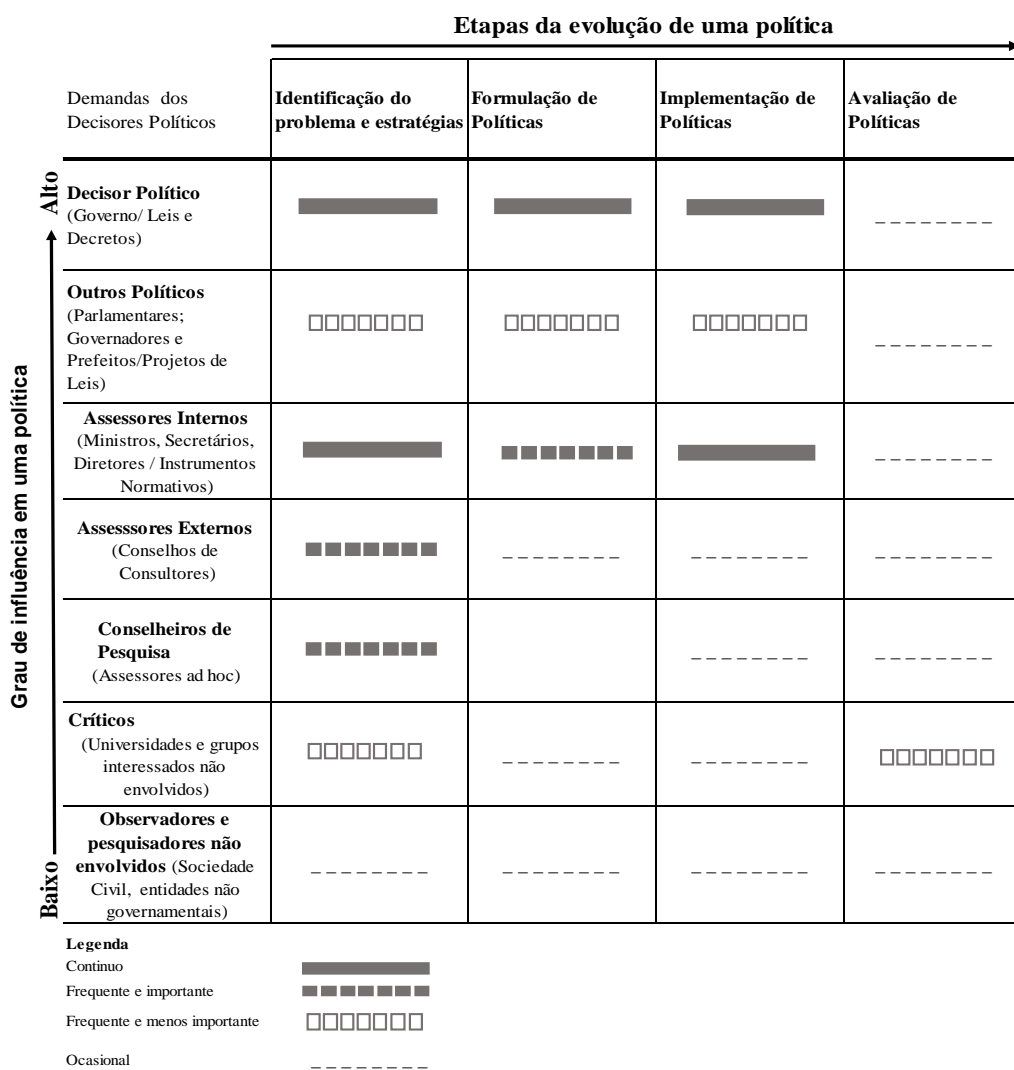 Etapas da evolução de uma política
Demandas dos
Decisores Políticos
Identificação do
problema e estratégias
Formulação de
Políticas
Implementação de
Políticas
Avaliação de
Políticas
Grau de influência em uma política
Alto
Baixo
Decisor Político
(Governo/ Leis e
Decretos)
Outros Políticos
(Parlamentares;
Governadores e
Prefeitos/Projetos de
Leis)
Assessores Internos
(Ministros, Secretários,
Diretores / Instrumentos
Normativos)
Assesssores Externos
(Conselhos de
Consultores)
Conselheiros de
Pesquisa
(Assessores ad hoc)
Críticos
(Universidades e grupos
interessados não
envolvidos)
Observadores e
pesquisadores não
envolvidos (Sociedade
Civil, entidades não
governamentais)
Legenda
Continuo
Frequente e importante
Frequente e menos importante
Ocasional